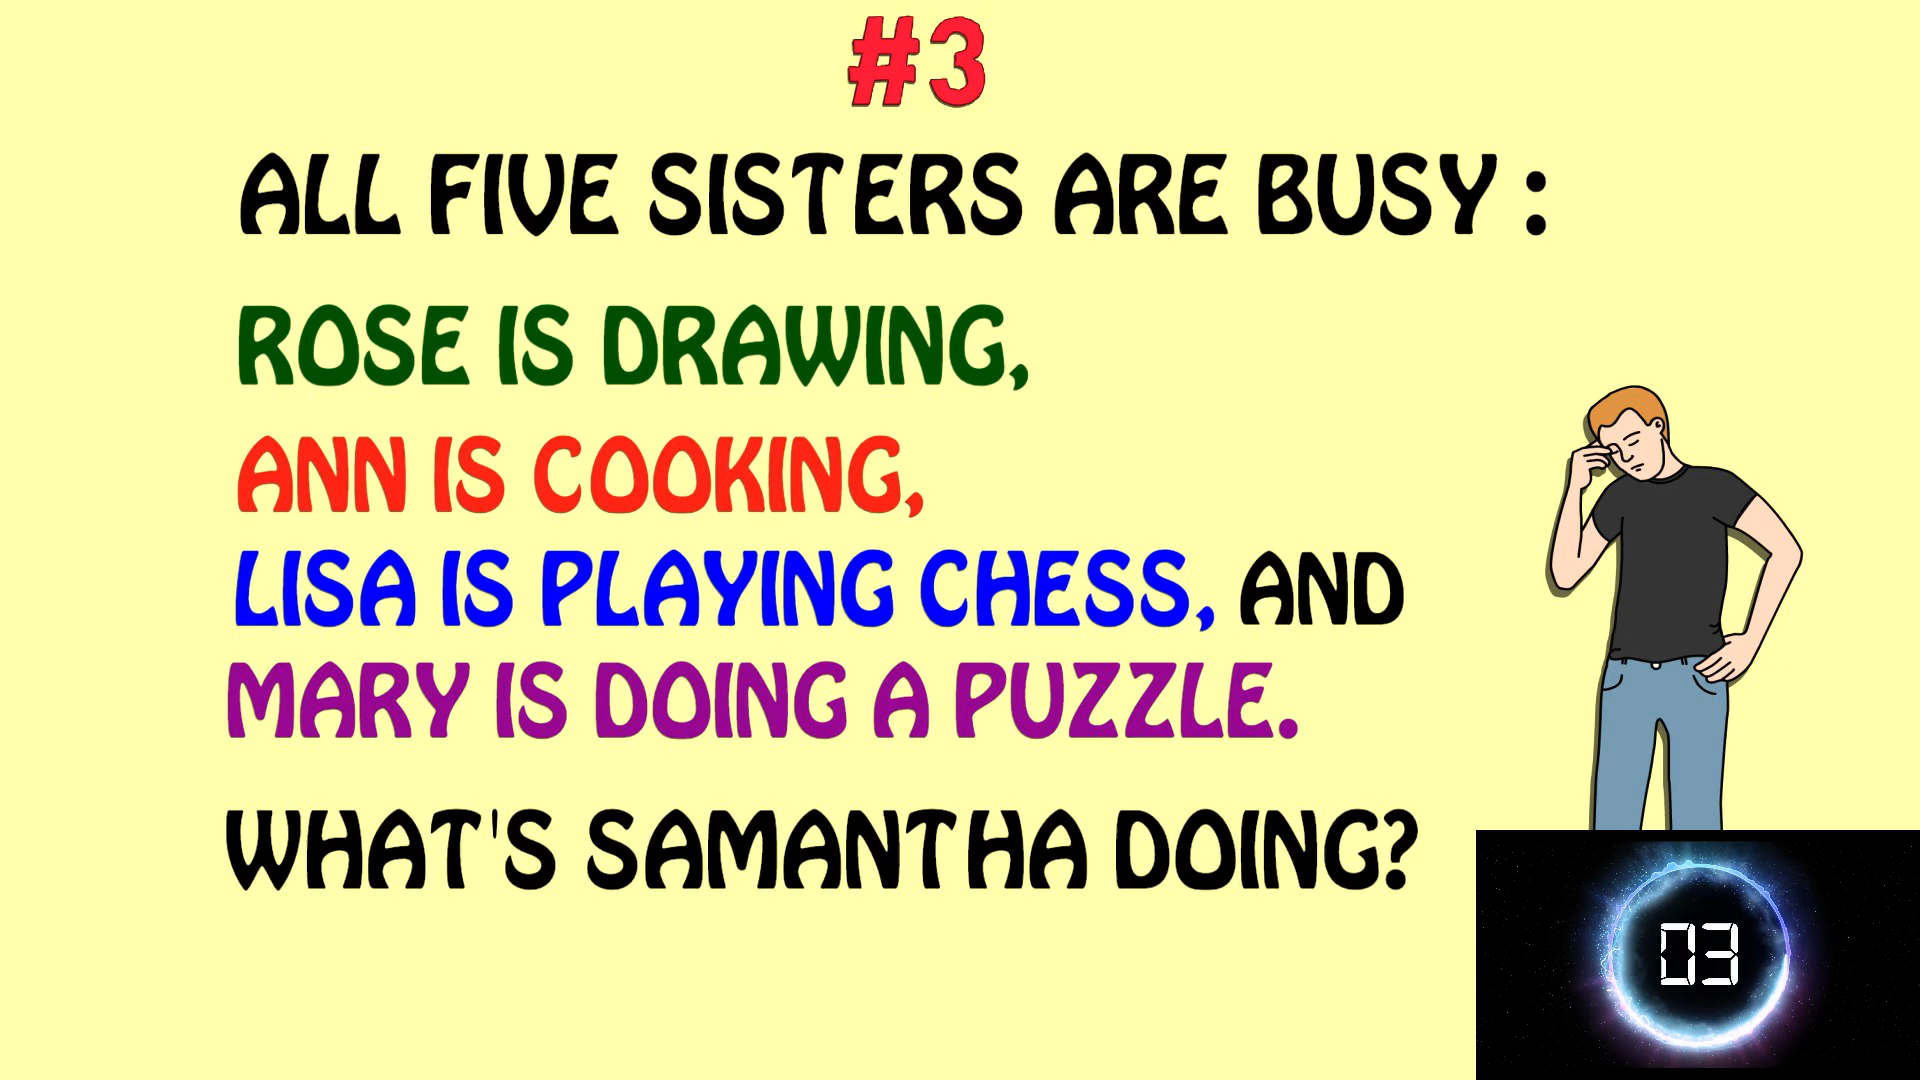 #3
ALL FIVE SISTERS ARE BUSY :
ROSE IS DRAWING,
ANN IS COOKING,
LISA IS PLAYING CHESS, AND
MARY IS DOING A PUZZLE.
WHAT'S SAMANTHA DOING?
03